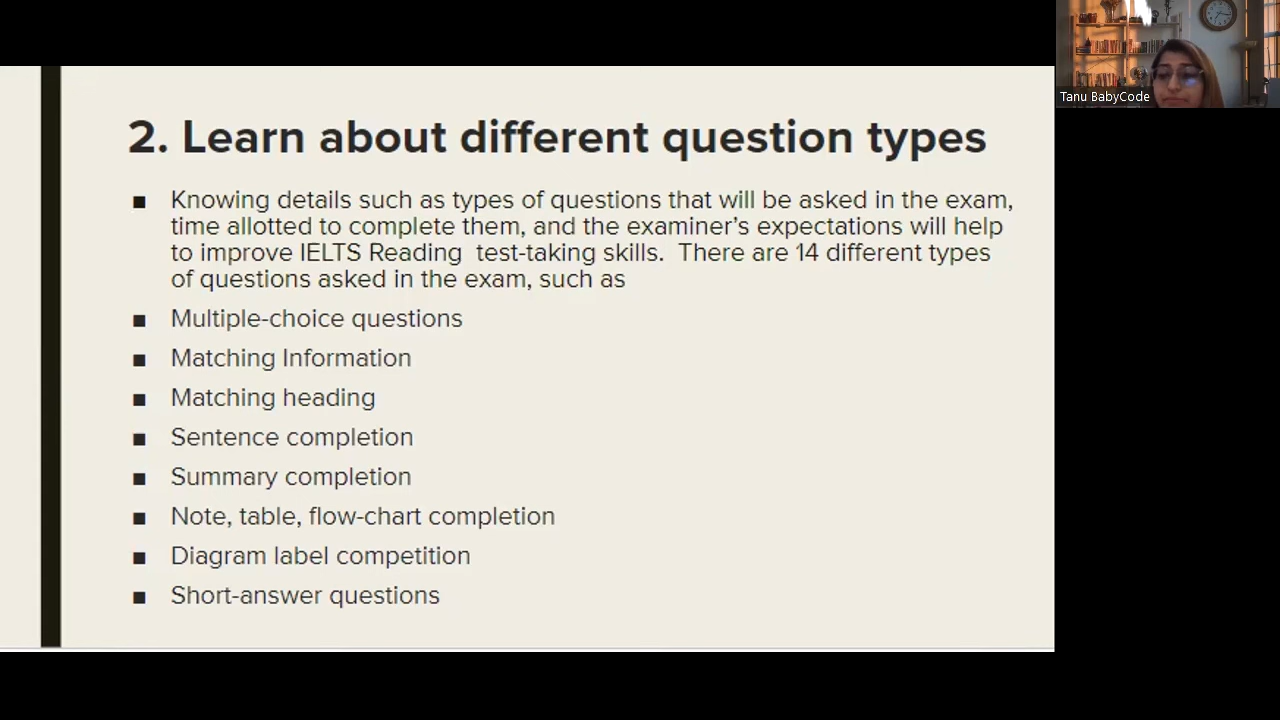 2. Learn about different question types
■ Knowing details such as types of questions that will be asked in the exam,
time allotted to complete them, and the examiner’s expectations will help
to improve IELTS Reading  test-taking skills.  There are 14 different types
of questions asked in the exam, such as
■ Multiple-choice questions
■ Matching Information
■ Matching heading
■ Sentence completion
■ Summary completion
■ Note, table, flow-chart completion
■ Diagram label competition
■ Short-answer questions
Tanu BabyCode